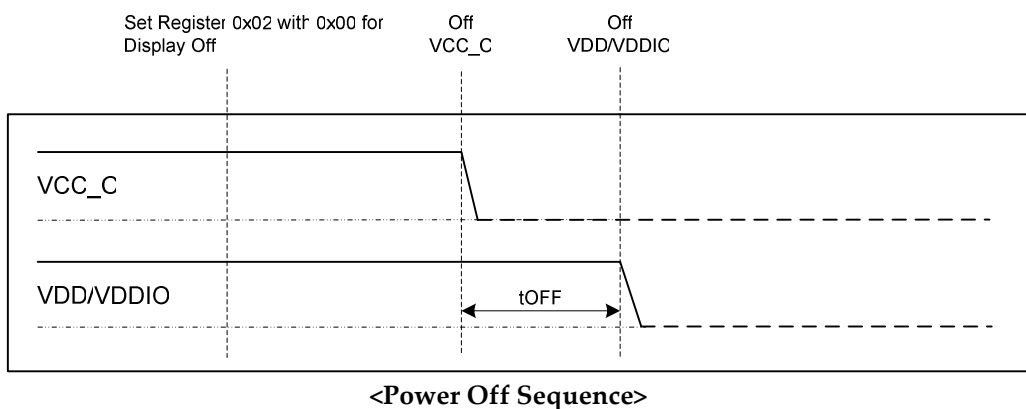 Set Register 0x02 with 0x00 for
Display Off
Off
VCC_C
Off
VDD/VDDIO
VCC_C
VDD/VDDIO
tOFF
<Power Off Sequence>